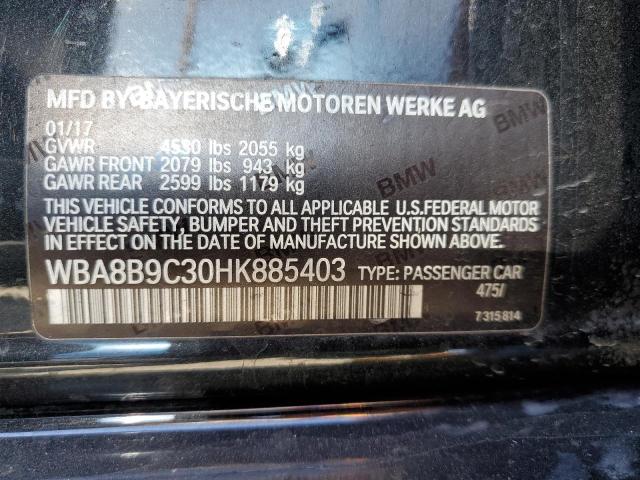 MFD BY BAYERISCHE MOTOREN WERKE AG
01/17
GVWR 4530 lbs 2055 kg
GAWR FRONT 2079 lbs 943 kg
GAWR REAR 2599 lbs 1179 kg
THIS VEHICLE CONFORMS TO ALL APPLICABLE U.S.FEDERAL MOTOR
VEHICLE SAFETY, BUMPER AND THEFT PREVENTION STANDARDS
IN EFFECT ON THE DATE OF MANUFACTURE SHOWN ABOVE.
WBA8B9C30HK885403 TYPE: PASSENGER CAR
475/
7 315 814
BMW
BMW